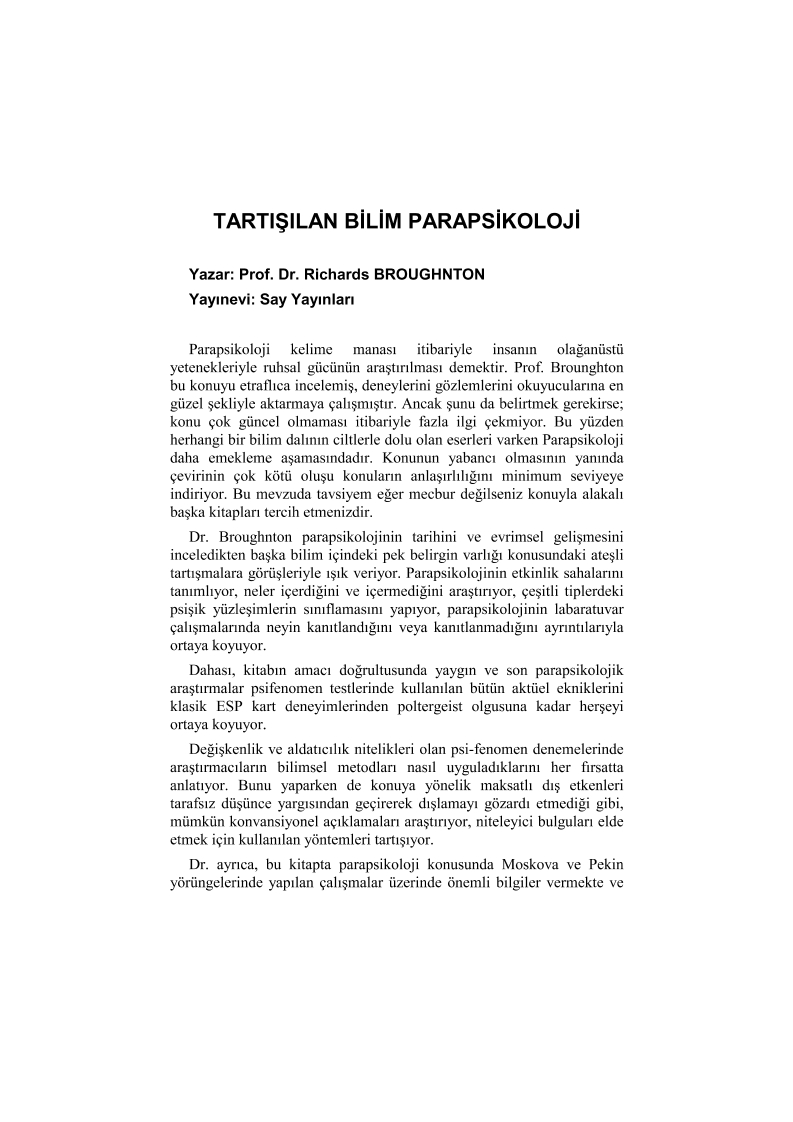 TARTIŞILAN BİLİM PARAPSİKOLOJİ
Yazar: Prof. Dr. Richards BROUGHNTON
Yayınevi: Say Yayınları
Parapsikoloji kelime manası itibariyle insanın olağanüstü
yetenekleriyle ruhsal gücünün araştırılması demektir. Prof. Brounghton
bu konuyu etraflıca incelemiş, deneylerini gözlemlerini okuyucularına en
güzel şekliyle aktarmaya çalışmıştır. Ancak şunu da belirtmek gerekirse;
konu çok güncel olmaması itibariyle fazla ilgi çekmiyor. Bu yüzden
herhangi bir bilim dalının ciltlerle dolu olan eserleri varken Parapsikoloji
daha emekleme aşamasındadır. Konunun yabancı olmasının yanında
çevirinin çok kötü oluşu konuların anlaşırlılığını minimum seviyeye
indiriyor. Bu mevzuda tavsiyem eğer mecbur değilseniz konuyla alakalı
başka kitapları tercih etmenizdir.
Dr. Broughnton parapsikolojinin tarihini ve evrimsel gelişmesini
inceledikten başka bilim içindeki pek belirgin varlığı konusundaki ateşli
tartışmalara görüşleriyle ışık veriyor. Parapsikolojinin etkinlik sahalarını
tanımlıyor, neler içerdiğini ve içermediğini araştırıyor, çeşitli tiplerdeki
psişik yüzleşimlerin sınıflamasını yapıyor, parapsikolojinin labaratuvar
çalışmalarında neyin kanıtlandığını veya kanıtlanmadığını ayrıntılarıyla
ortaya koyuyor.
Dahası, kitabın amacı doğrultusunda yaygın ve son parapsikolojik
araştırmalar psifenomen testlerinde kullanılan bütün aktüel ekniklerini
klasik ESP kart deneyimlerinden poltergeist olgusuna kadar herşeyi
ortaya koyuyor.
Değişkenlik ve aldatıcılık nitelikleri olan psi-fenomen denemelerinde
araştırmacıların bilimsel metodları nasıl uyguladıklarını her fırsatta
anlatıyor. Bunu yaparken de konuya yönelik maksatlı dış etkenleri
tarafsız düşünce yargısından geçirerek dışlamayı gözardı etmediği gibi,
mümkün konvansiyonel açıklamaları araştırıyor, niteleyici bulguları elde
etmek için kullanılan yöntemleri tartışıyor.
Dr. ayrıca, bu kitapta parapsikoloji konusunda Moskova ve Pekin
yörüngelerinde yapılan çalışmalar üzerinde önemli bilgiler vermekte ve